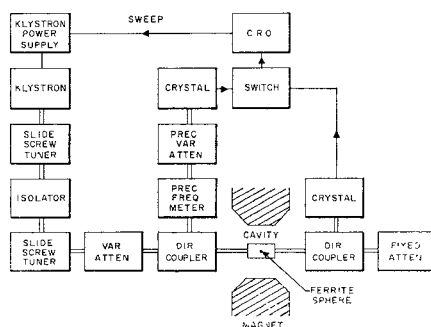 KLYSTRON
POWER
SUPPLY
SWEEP
C R O
KLYSTRON
CRYSTAL
SWITCH
SLIDE
SCREW
TUNER
PREC
VAR
ATTEN
ISOLATOR
PREC
FREQ
METER
CRYSTAL
SLIDE
SCREW
TUNER
VAR
ATTEN
DIR
COUPLER
CAVITY
DIR
COUPLER
FIXED
ATTEN
FERRITE
SPHERE
MAGNET